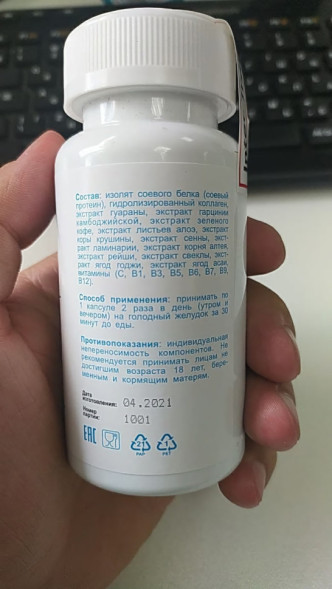 Состав: изолят соевого белка (соевый
протеин), гидролизированный коллаген,
экстракт гуараны, экстракт гарцинии
камбоджийской, экстракт зеленого
кофе, экстракт листьев алоэ, экстракт
коры крушины, экстракт сенны, экст-
ракт ламинарии, экстракт корня алтея,
экстракт рейши, экстракт свеклы, экст-
ракт ягод годжи, экстракт ягод асаи,
витамины (C, B1, B3, B5, B6, B7, B9,
B12).
Способ применения: принимать по
1 капсуле 2 раза в день (утром и
вечером) на голодный желудок за 30
минут до еды.
Противопоказания: индивидуальная
непереносимость компонентов. Не
рекомендуется принимать лицам не
достигшим возраста 18 лет, бере-
менным и кормящим матерям.
Дата
изготовления: 04.2021
Номер
партии: 1001
EAC
21
PAP
1
PET